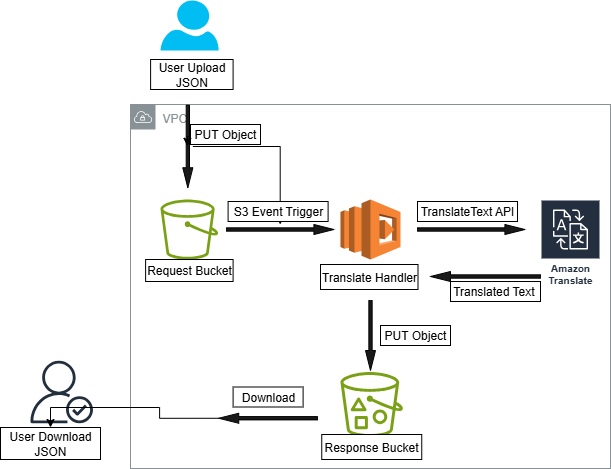 User Upload
JSON
VPC
PUT Object
S3 Event Trigger
TranslateText API
Request Bucket
Translate Handler
Amazon
Translate
Translated Text
PUT Object
Download
User Download
JSON
Response Bucket